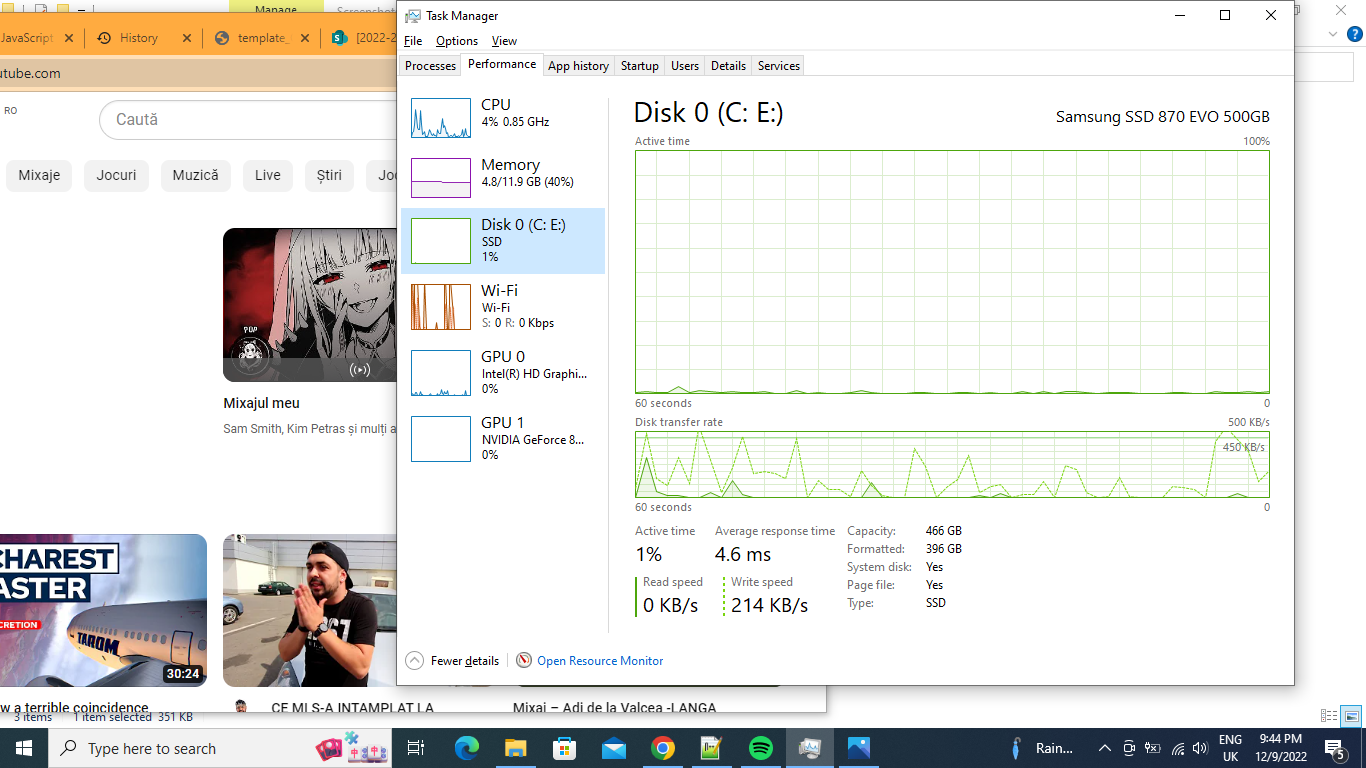 Manage
Screenshots
JavaScript
History
template_
[2022-2
utube.com
RO
Caută
Mixaje
Jocuri
Muzică
Live
Știri
Joc
POP
Mixajul meu
Sam Smith, Kim Petras și mulți a
CHAREST
ASTER
CRETION
TAROM
30:24
w a terrible coincidence
CE MI S-A INTAMPLAT LA
Mixaj – Adi de la Valcea -LANGA
3 items
1 item selected 351 KB
Task Manager
File Options View
Processes Performance App history Startup Users Details Services
CPU
4% 0.85 GHz
Memory
4.8/11.9 GB (40%)
Disk 0 (C: E:)
SSD
1%
Wi-Fi
Wi-Fi
S: 0 R: 0 Kbps
GPU 0
Intel(R) HD Graphi...
0%
GPU 1
NVIDIA GeForce 8...
0%
Disk 0 (C: E:)
Samsung SSD 870 EVO 500GB
Active time 100%
60 seconds 0
Disk transfer rate 500 KB/s
450 KB/s
60 seconds 0
Active time
1%
Average response time
4.6 ms
Read speed
0 KB/s
Write speed
214 KB/s
Capacity: 466 GB
Formatted: 396 GB
System disk: Yes
Page file: Yes
Type: SSD
Fewer details
Open Resource Monitor
Type here to search
Rain...
ENG
UK
9:44 PM
12/9/2022
5